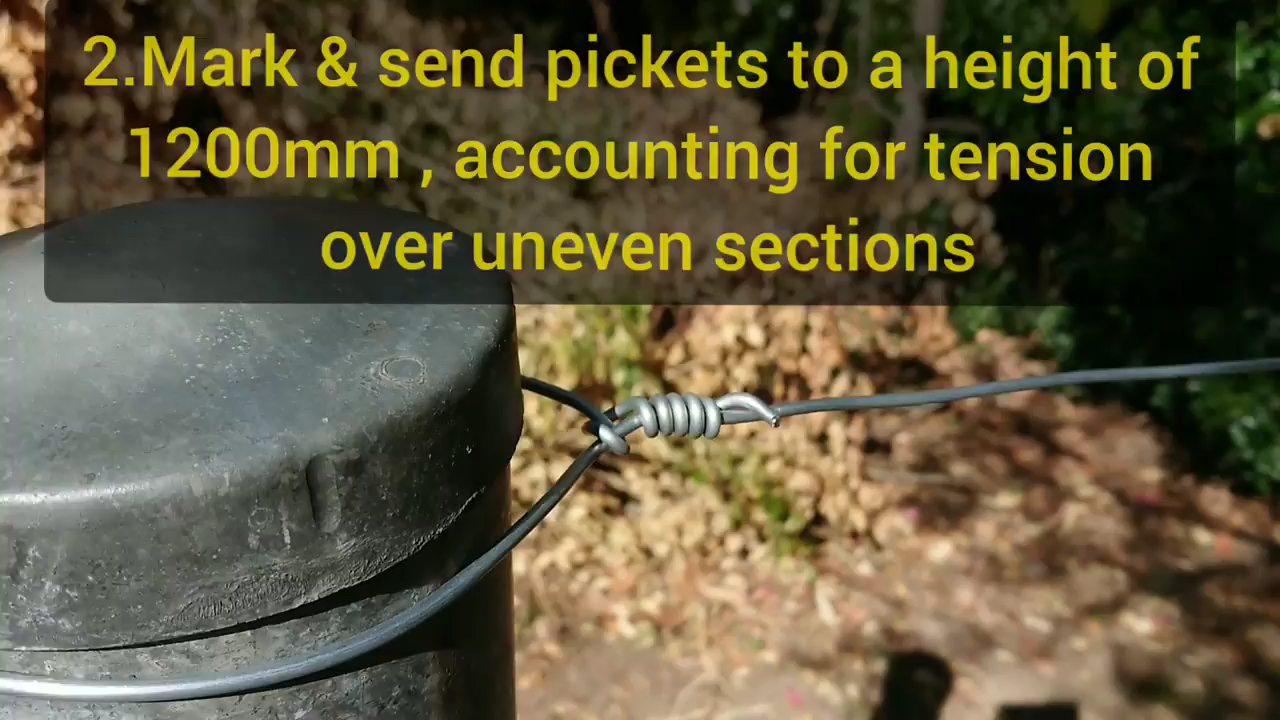 2.Mark & send pickets to a height of
1200mm , accounting for tension
over uneven sections